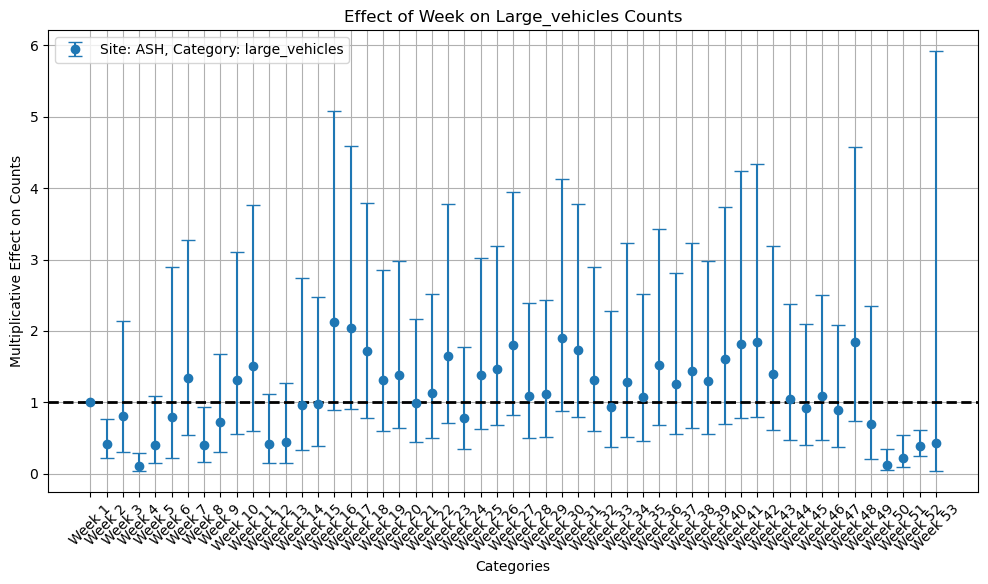 Effect of Week on Large_vehicles Counts
Site: ASH, Category: large_vehicles
Multiplicative Effect on Counts
6
5
4
3
2
1
0
Week 1
Week 2
Week 3
Week 4
Week 5
Week 6
Week 7
Week 8
Week 9
Week 10
Week 11
Week 12
Week 13
Week 14
Week 15
Week 16
Week 17
Week 18
Week 19
Week 20
Week 21
Week 22
Week 23
Week 24
Week 25
Week 26
Week 27
Week 28
Week 29
Week 30
Week 31
Week 32
Week 33
Week 34
Week 35
Week 36
Week 37
Week 38
Week 39
Week 40
Week 41
Week 42
Week 43
Week 44
Week 45
Week 46
Week 47
Week 48
Week 49
Week 50
Week 51
Week 52
Week 53
Categories